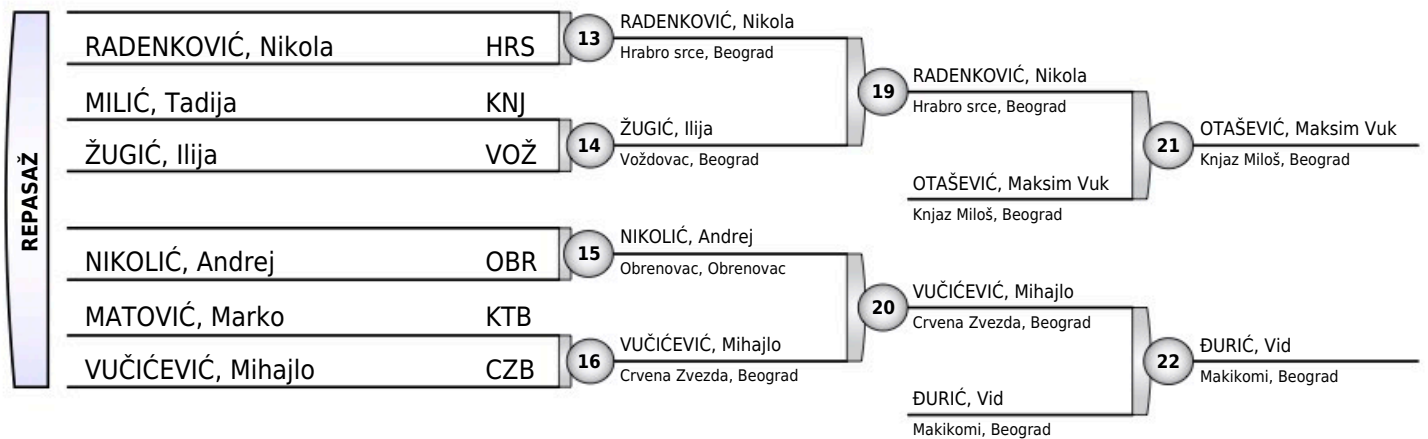 REPASAŽ
RADENKOVIĆ, Nikola HRS
MILIĆ, Tadija KNJ
ŽUGIĆ, Ilija VOŽ
NIKOLIĆ, Andrej OBR
MATOVIĆ, Marko KTB
VUČIĆEVIĆ, Mihajlo CZB
13
RADENKOVIĆ, Nikola
Hrabro srce, Beograd
14
ŽUGIĆ, Ilija
Voždovac, Beograd
15
NIKOLIĆ, Andrej
Obrenovac, Obrenovac
16
VUČIĆEVIĆ, Mihajlo
Crvena Zvezda, Beograd
19
RADENKOVIĆ, Nikola
Hrabro srce, Beograd
OTAŠEVIĆ, Maksim Vuk
Knjaz Miloš, Beograd
20
VUČIĆEVIĆ, Mihajlo
Crvena Zvezda, Beograd
ĐURIĆ, Vid
Makikomi, Beograd
21
OTAŠEVIĆ, Maksim Vuk
Knjaz Miloš, Beograd
22
ĐURIĆ, Vid
Makikomi, Beograd